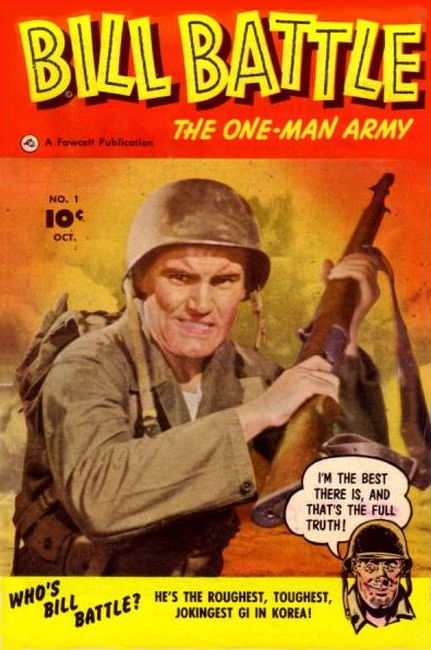 BILL BATTLE
©
THE ONE-MAN ARMY
A Fawcett Publication
NO. 1
10¢
OCT.
I'M THE BEST
THERE IS, AND
THAT'S THE FULL
TRUTH!
WHO'S
BILL
BATTLE?
HE'S THE ROUGHEST, TOUGHEST,
JOKINGEST GI IN KOREA!